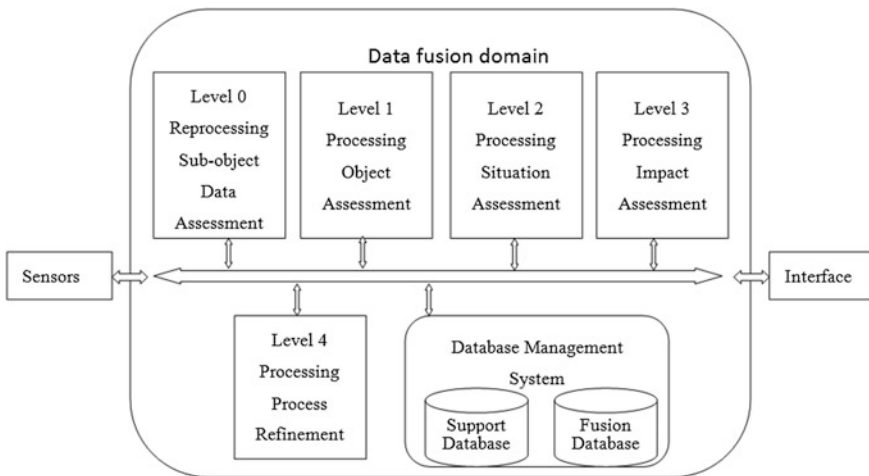 Data fusion domain
Level 0
Reprocessing
Sub-object
Data
Assessment
Level 1
Processing
Object
Assessment
Level 2
Processing
Situation
Assessment
Level 3
Processing
Impact
Assessment
Sensors
Interface
Level 4
Processing
Process
Refinement
Database Management
System
Support
Database
Fusion
Database